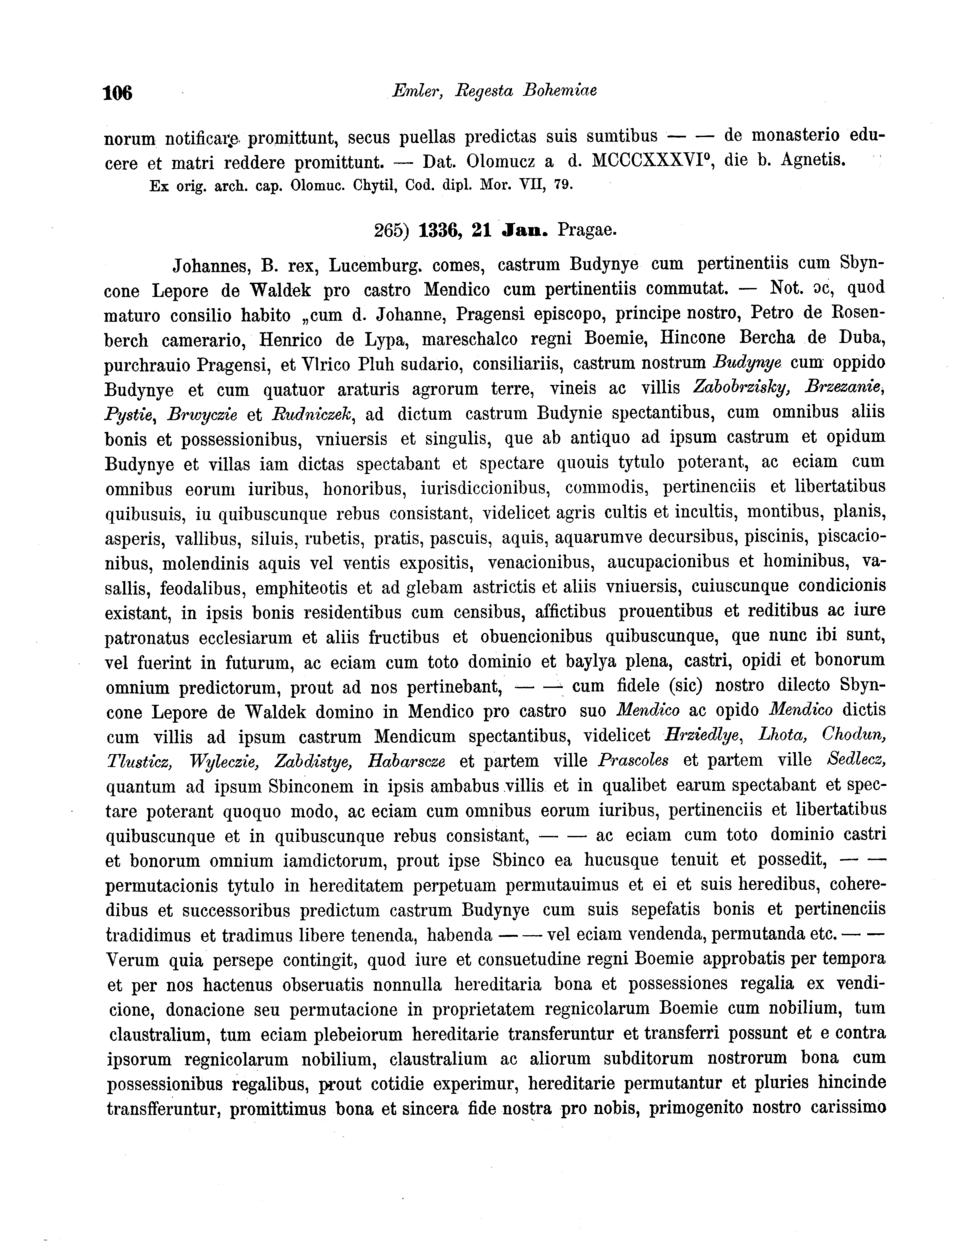 106 Emler, Regesta Bohemiae
norum notificare promittunt, secus puellas predictas suis sumtibus — — de monasterio edu-
cere et matri reddere promittunt. — Dat. Olomucz a d. MCCCXXXVI⁰, die b. Agnetis.
Ex orig. arch. cap. Olomuc. Chytil, Cod. dipl. Mor. VII, 79.
265) 1336, 21 Jan. Pragae.
Johannes, B. rex, Lucemburg. comes, castrum Budynye cum pertinentiis cum Sbyn-
cone Lepore de Waldek pro castro Mendico cum pertinentiis commutat. — Not. ɔc, quod
maturo consilio habito „cum d. Johanne, Pragensi episcopo, principe nostro, Petro de Rosen-
berch camerario, Henrico de Lypa, mareschalco regni Boemie, Hincone Bercha de Duba,
purchrauio Pragensi, et Vlrico Pluh sudario, consiliariis, castrum nostrum Budynye cum oppido
Budynye et cum quatuor araturis agrorum terre, vineis ac villis Zabobrzisky, Brzezanie,
Pystie, Brwyczie et Rudniczek, ad dictum castrum Budynie spectantibus, cum omnibus aliis
bonis et possessionibus, vniuersis et singulis, que ab antiquo ad ipsum castrum et opidum
Budynye et villas iam dictas spectabant et spectare quouis tytulo poterant, ac eciam cum
omnibus eorum iuribus, honoribus, iurisdiccionibus, commodis, pertinenciis et libertatibus
quibusuis, iu quibuscunque rebus consistant, videlicet agris cultis et incultis, montibus, planis,
asperis, vallibus, siluis, rubetis, pratis, pascuis, aquis, aquarumve decursibus, piscinis, piscacio-
nibus, molendinis aquis vel ventis expositis, venacionibus, aucupacionibus et hominibus, va-
sallis, feodalibus, emphiteotis et ad glebam astrictis et aliis vniuersis, cuiuscunque condicionis
existant, in ipsis bonis residentibus cum censibus, affictibus prouentibus et reditibus ac iure
patronatus ecclesiarum et aliis fructibus et obuencionibus quibuscunque, que nunc ibi sunt,
vel fuerint in futurum, ac eciam cum toto dominio et baylya plena, castri, opidi et bonorum
omnium predictorum, prout ad nos pertinebant, — — cum fidele (sic) nostro dilecto Sbyn-
cone Lepore de Waldek domino in Mendico pro castro suo Mendico ac opido Mendico dictis
cum villis ad ipsum castrum Mendicum spectantibus, videlicet Hrziedlye, Lhota, Chodun,
Tlusticz, Wyleczie, Zabdistye, Habarscze et partem ville Prascoles et partem ville Sedlecz,
quantum ad ipsum Sbinconem in ipsis ambabus villis et in qualibet earum spectabant et spec-
tare poterant quoquo modo, ac eciam cum omnibus eorum iuribus, pertinenciis et libertatibus
quibuscunque et in quibuscunque rebus consistant, — — ac eciam cum toto dominio castri
et bonorum omnium iamdictorum, prout ipse Sbinco ea hucusque tenuit et possedit, — —
permutacionis tytulo in hereditatem perpetuam permutauimus et ei et suis heredibus, cohere-
dibus et successoribus predictum castrum Budynye cum suis sepefatis bonis et pertinenciis
tradidimus et tradimus libere tenenda, habenda — — vel eciam vendenda, permutanda etc. — —
Verum quia persepe contingit, quod iure et consuetudine regni Boemie approbatis per tempora
et per nos hactenus obseruatis nonnulla hereditaria bona et possessiones regalia ex vendi-
cione, donacione seu permutacione in proprietatem regnicolarum Boemie cum nobilium, tum
claustralium, tum eciam plebeiorum hereditarie transferuntur et transferri possunt et e contra
ipsorum regnicolarum nobilium, claustralium ac aliorum subditorum nostrorum bona cum
possessionibus regalibus, prout cotidie experimur, hereditarie permutantur et pluries hincinde
transfferuntur, promittimus bona et sincera fide nostra pro nobis, primogenito nostro carissimo